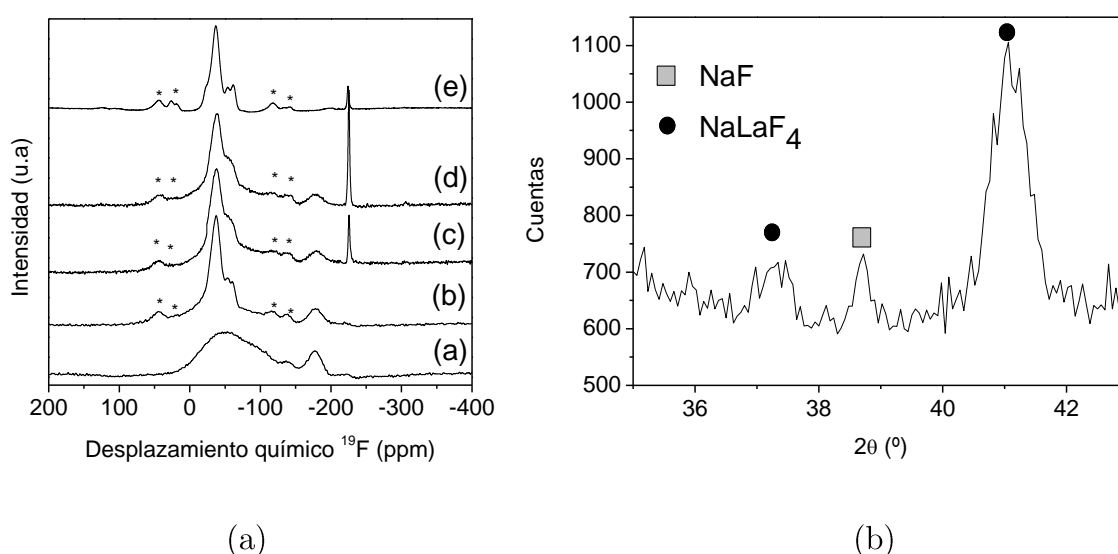 Intensidad (u.a)
* * * * (e)
* * * * (d)
* * * * (c)
* * * * (b)
(a)
200 100 0 -100 -200 -300 -400
Desplazamiento químico ¹⁹F (ppm)
(a)
Cuentas
1100
1000
900
800
700
600
500
NaF
NaLaF₄
36 38 40 42
2θ (º)
(b)